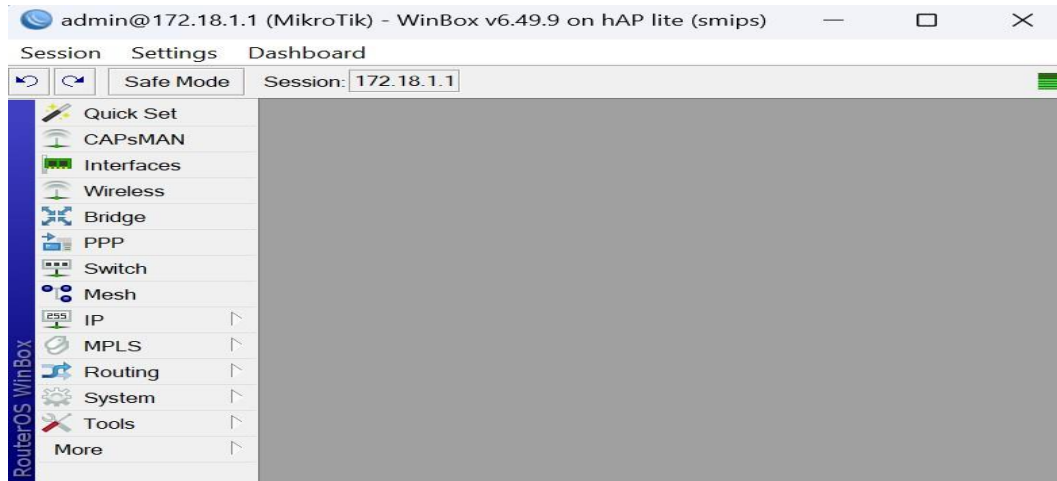 admin@172.18.1.1 (MikroTik) - WinBox v6.49.9 on hAP lite (smips)
Session Settings Dashboard
Safe Mode Session: 172.18.1.1
Quick Set
CAPsMAN
Interfaces
Wireless
Bridge
PPP
Switch
Mesh
255 IP
MPLS
Routing
System
Tools
More
RouterOS WinBox